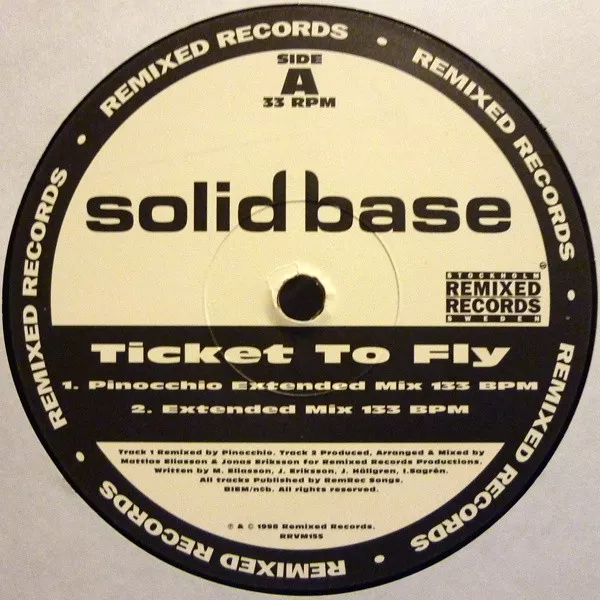 REMIXED RECORDS • REMIXED RECORDS • REMIXED RECORDS • REMIXED RECORDS • REMIXED RECORDS • REMIXED RECORDS •
SIDE
A
33 RPM
solid base
STOCKHOLM
REMIXED
RECORDS
SWEDEN
®
Ticket To Fly
1. Pinocchio Extended Mix 133 BPM
2. Extended Mix 133 BPM
Track 1 Remixed by Pinocchio. Track 2 Produced, Arranged & Mixed by
Mattias Eliasson & Jonas Eriksson for Remixed Records Productions.
Written by M. Eliasson, J. Eriksson, J. Hällgren, I.Sagrén.
All tracks Published by RemRec Songs.
BIEM/n©b. All rights reserved.
℗ & © 1998 Remixed Records.
RRVM155